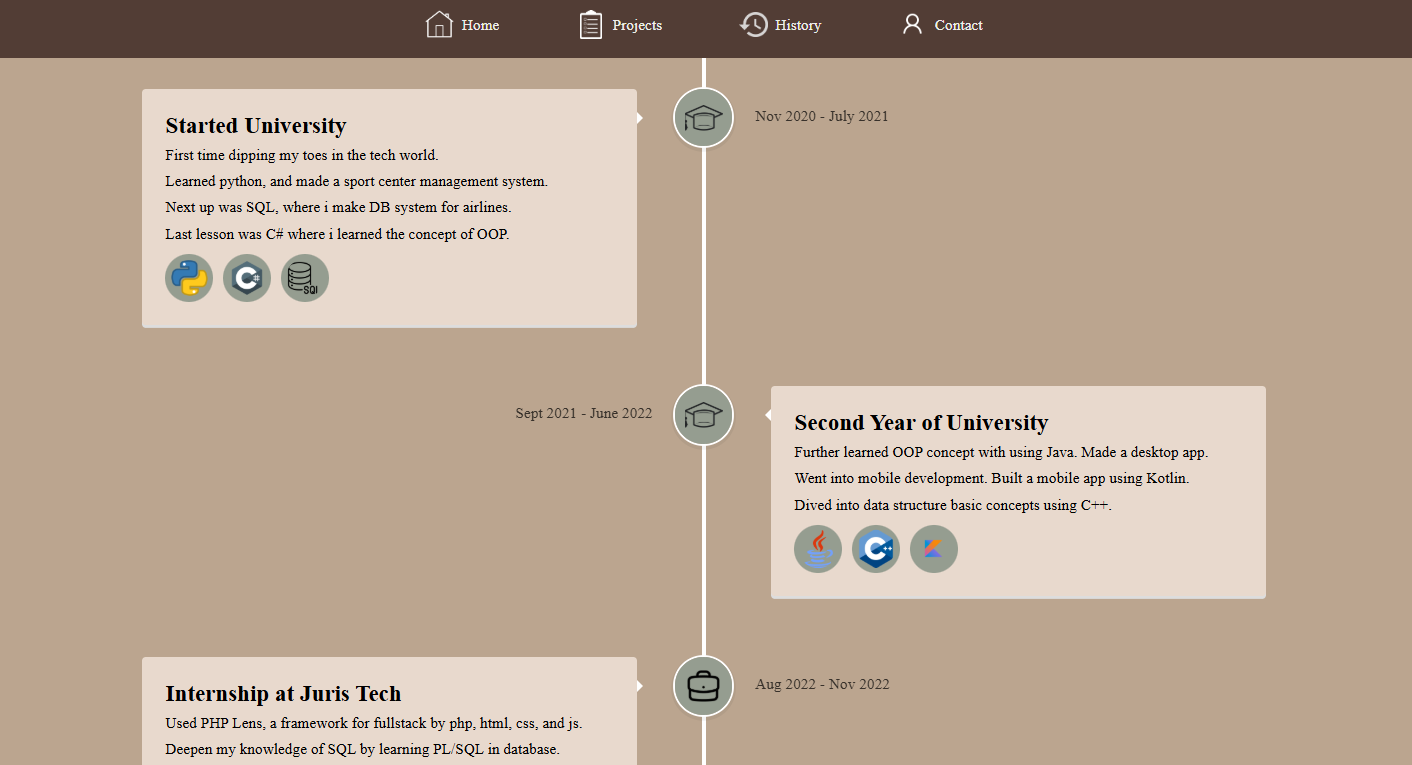 Home
Projects
History
Contact
Started University
Nov 2020 - July 2021
First time dipping my toes in the tech world.
Learned python, and made a sport center management system.
Next up was SQL, where i make DB system for airlines.
Last lesson was C# where i learned the concept of OOP.
C#
SQL
Sept 2021 - June 2022
Second Year of University
Further learned OOP concept with using Java. Made a desktop app.
Went into mobile development. Built a mobile app using Kotlin.
Dived into data structure basic concepts using C++.
C++
Internship at Juris Tech
Aug 2022 - Nov 2022
Used PHP Lens, a framework for fullstack by php, html, css, and js.
Deepen my knowledge of SQL by learning PL/SQL in database.